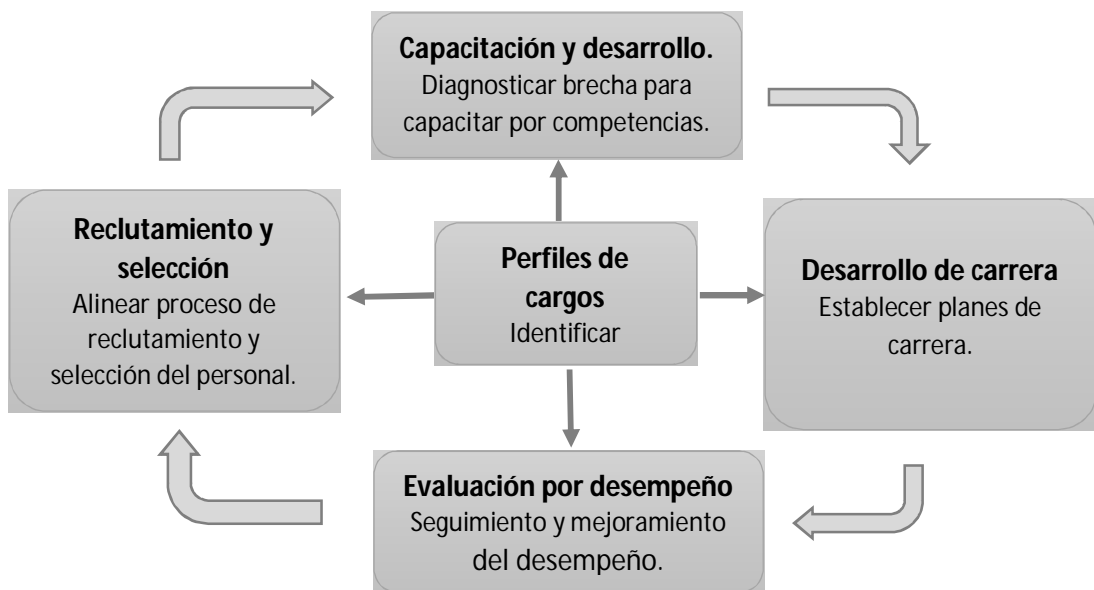 Capacitación y desarrollo.
Diagnosticar brecha para
capacitar por competencias.
Reclutamiento y
selección
Alinear proceso de
reclutamiento y
selección del personal.
Perfiles de
cargos
Identificar
Desarrollo de carrera
Establecer planes de
carrera.
Evaluación por desempeño
Seguimiento y mejoramiento
del desempeño.